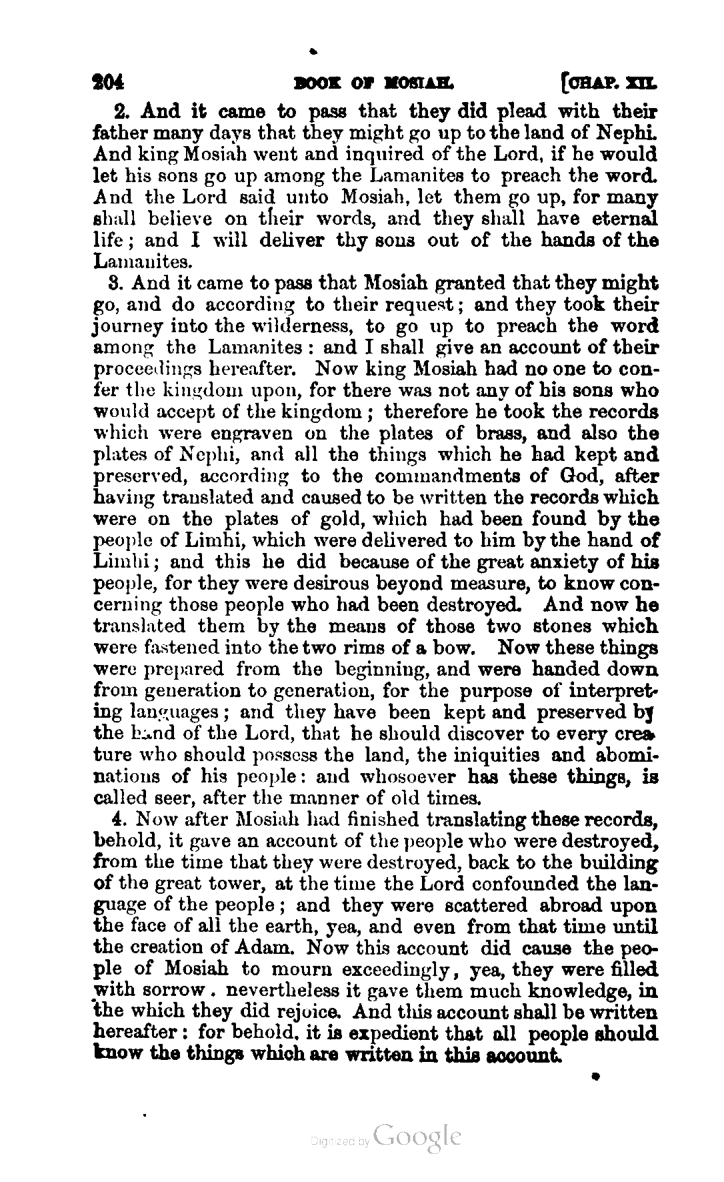 204 BOOK OF MOSIAH. [CHAP. XII.
2. And it came to pass that they did plead with their
father many days that they might go up to the land of Nephi.
And king Mosiah went and inquired of the Lord, if he would
let his sons go up among the Lamanites to preach the word.
And the Lord said unto Mosiah, let them go up, for many
shall believe on their words, and they shall have eternal
life; and I will deliver thy sons out of the hands of the
Lamanites.
3. And it came to pass that Mosiah granted that they might
go, and do according to their request; and they took their
journey into the wilderness, to go up to preach the word
among the Lamanites: and I shall give an account of their
proceedings hereafter. Now king Mosiah had no one to con-
fer the kingdom upon, for there was not any of his sons who
would accept of the kingdom; therefore he took the records
which were engraven on the plates of brass, and also the
plates of Nephi, and all the things which he had kept and
preserved, according to the commandments of God, after
having translated and caused to be written the records which
were on the plates of gold, which had been found by the
people of Limhi, which were delivered to him by the hand of
Limhi; and this he did because of the great anxiety of his
people, for they were desirous beyond measure, to know con-
cerning those people who had been destroyed. And now he
translated them by the means of those two stones which
were fastened into the two rims of a bow. Now these things
were prepared from the beginning, and were handed down
from generation to generation, for the purpose of interpret-
ing languages; and they have been kept and preserved by
the hand of the Lord, that he should discover to every crea
ture who should possess the land, the iniquities and abomi-
nations of his people: and whosoever has these things, is
called seer, after the manner of old times.
4. Now after Mosiah had finished translating these records,
behold, it gave an account of the people who were destroyed,
from the time that they were destroyed, back to the building
of the great tower, at the time the Lord confounded the lan-
guage of the people; and they were scattered abroad upon
the face of all the earth, yea, and even from that time until
the creation of Adam. Now this account did cause the peo-
ple of Mosiah to mourn exceedingly, yea, they were filled
with sorrow. nevertheless it gave them much knowledge, in
the which they did rejoice. And this account shall be written
hereafter: for behold, it is expedient that all people should
know the things which are written in this account.
Digitized by Google